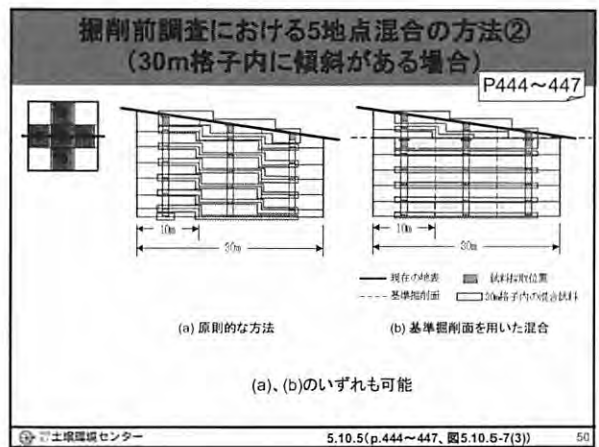 掘削前調査における5地点混合の方法②
(30m格子内に傾斜がある場合)
P444～447
10m
30m
10m
30m
現在の地表
試料採取位置
基準掘削面
30m格子内の混合試料
(a) 原則的な方法
(b) 基準掘削面を用いた混合
(a)、(b)のいずれも可能
土壌環境センター
5.10.5(p.444～447、図5.10.5-7(3))
50